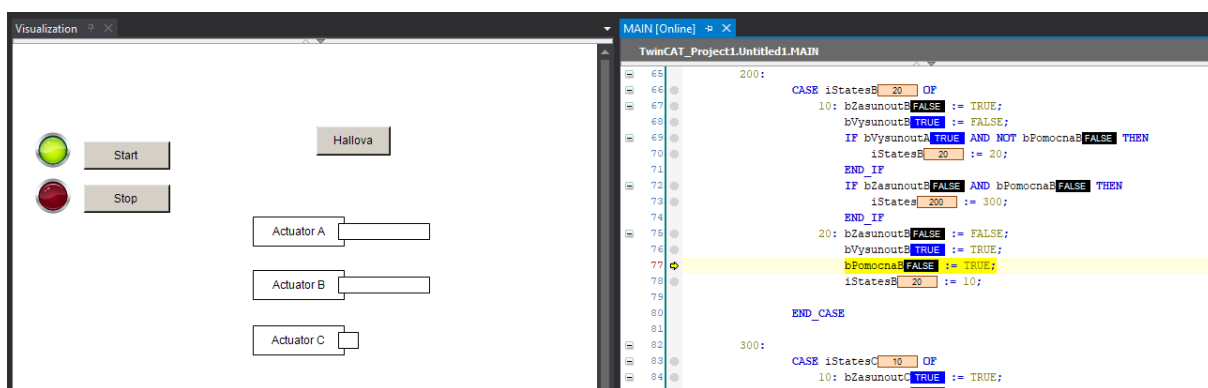 Visualization
Start
Stop
Hallova
Actuator A
Actuator B
Actuator C
MAIN [Online]
TwinCAT_Project1.Untitled1.MAIN
65 200:
66 CASE iStatesB 20 OF
67 10: bZasunoutB FALSE := TRUE;
68 bVysunoutB TRUE := FALSE;
69 IF bVysunoutA TRUE AND NOT bPomocnaB FALSE THEN
70 iStatesB 20 := 20;
71 END_IF
72 IF bZasunoutB FALSE AND bPomocnaB FALSE THEN
73 iStates 200 := 300;
74 END_IF
75 20: bZasunoutB FALSE := FALSE;
76 bVysunoutB TRUE := TRUE;
77 bPomocnaB FALSE := TRUE;
78 iStatesB 20 := 10;
79
80 END_CASE
81
82 300:
83 CASE iStatesC 10 OF
84 10: bZasunoutC TRUE := TRUE;